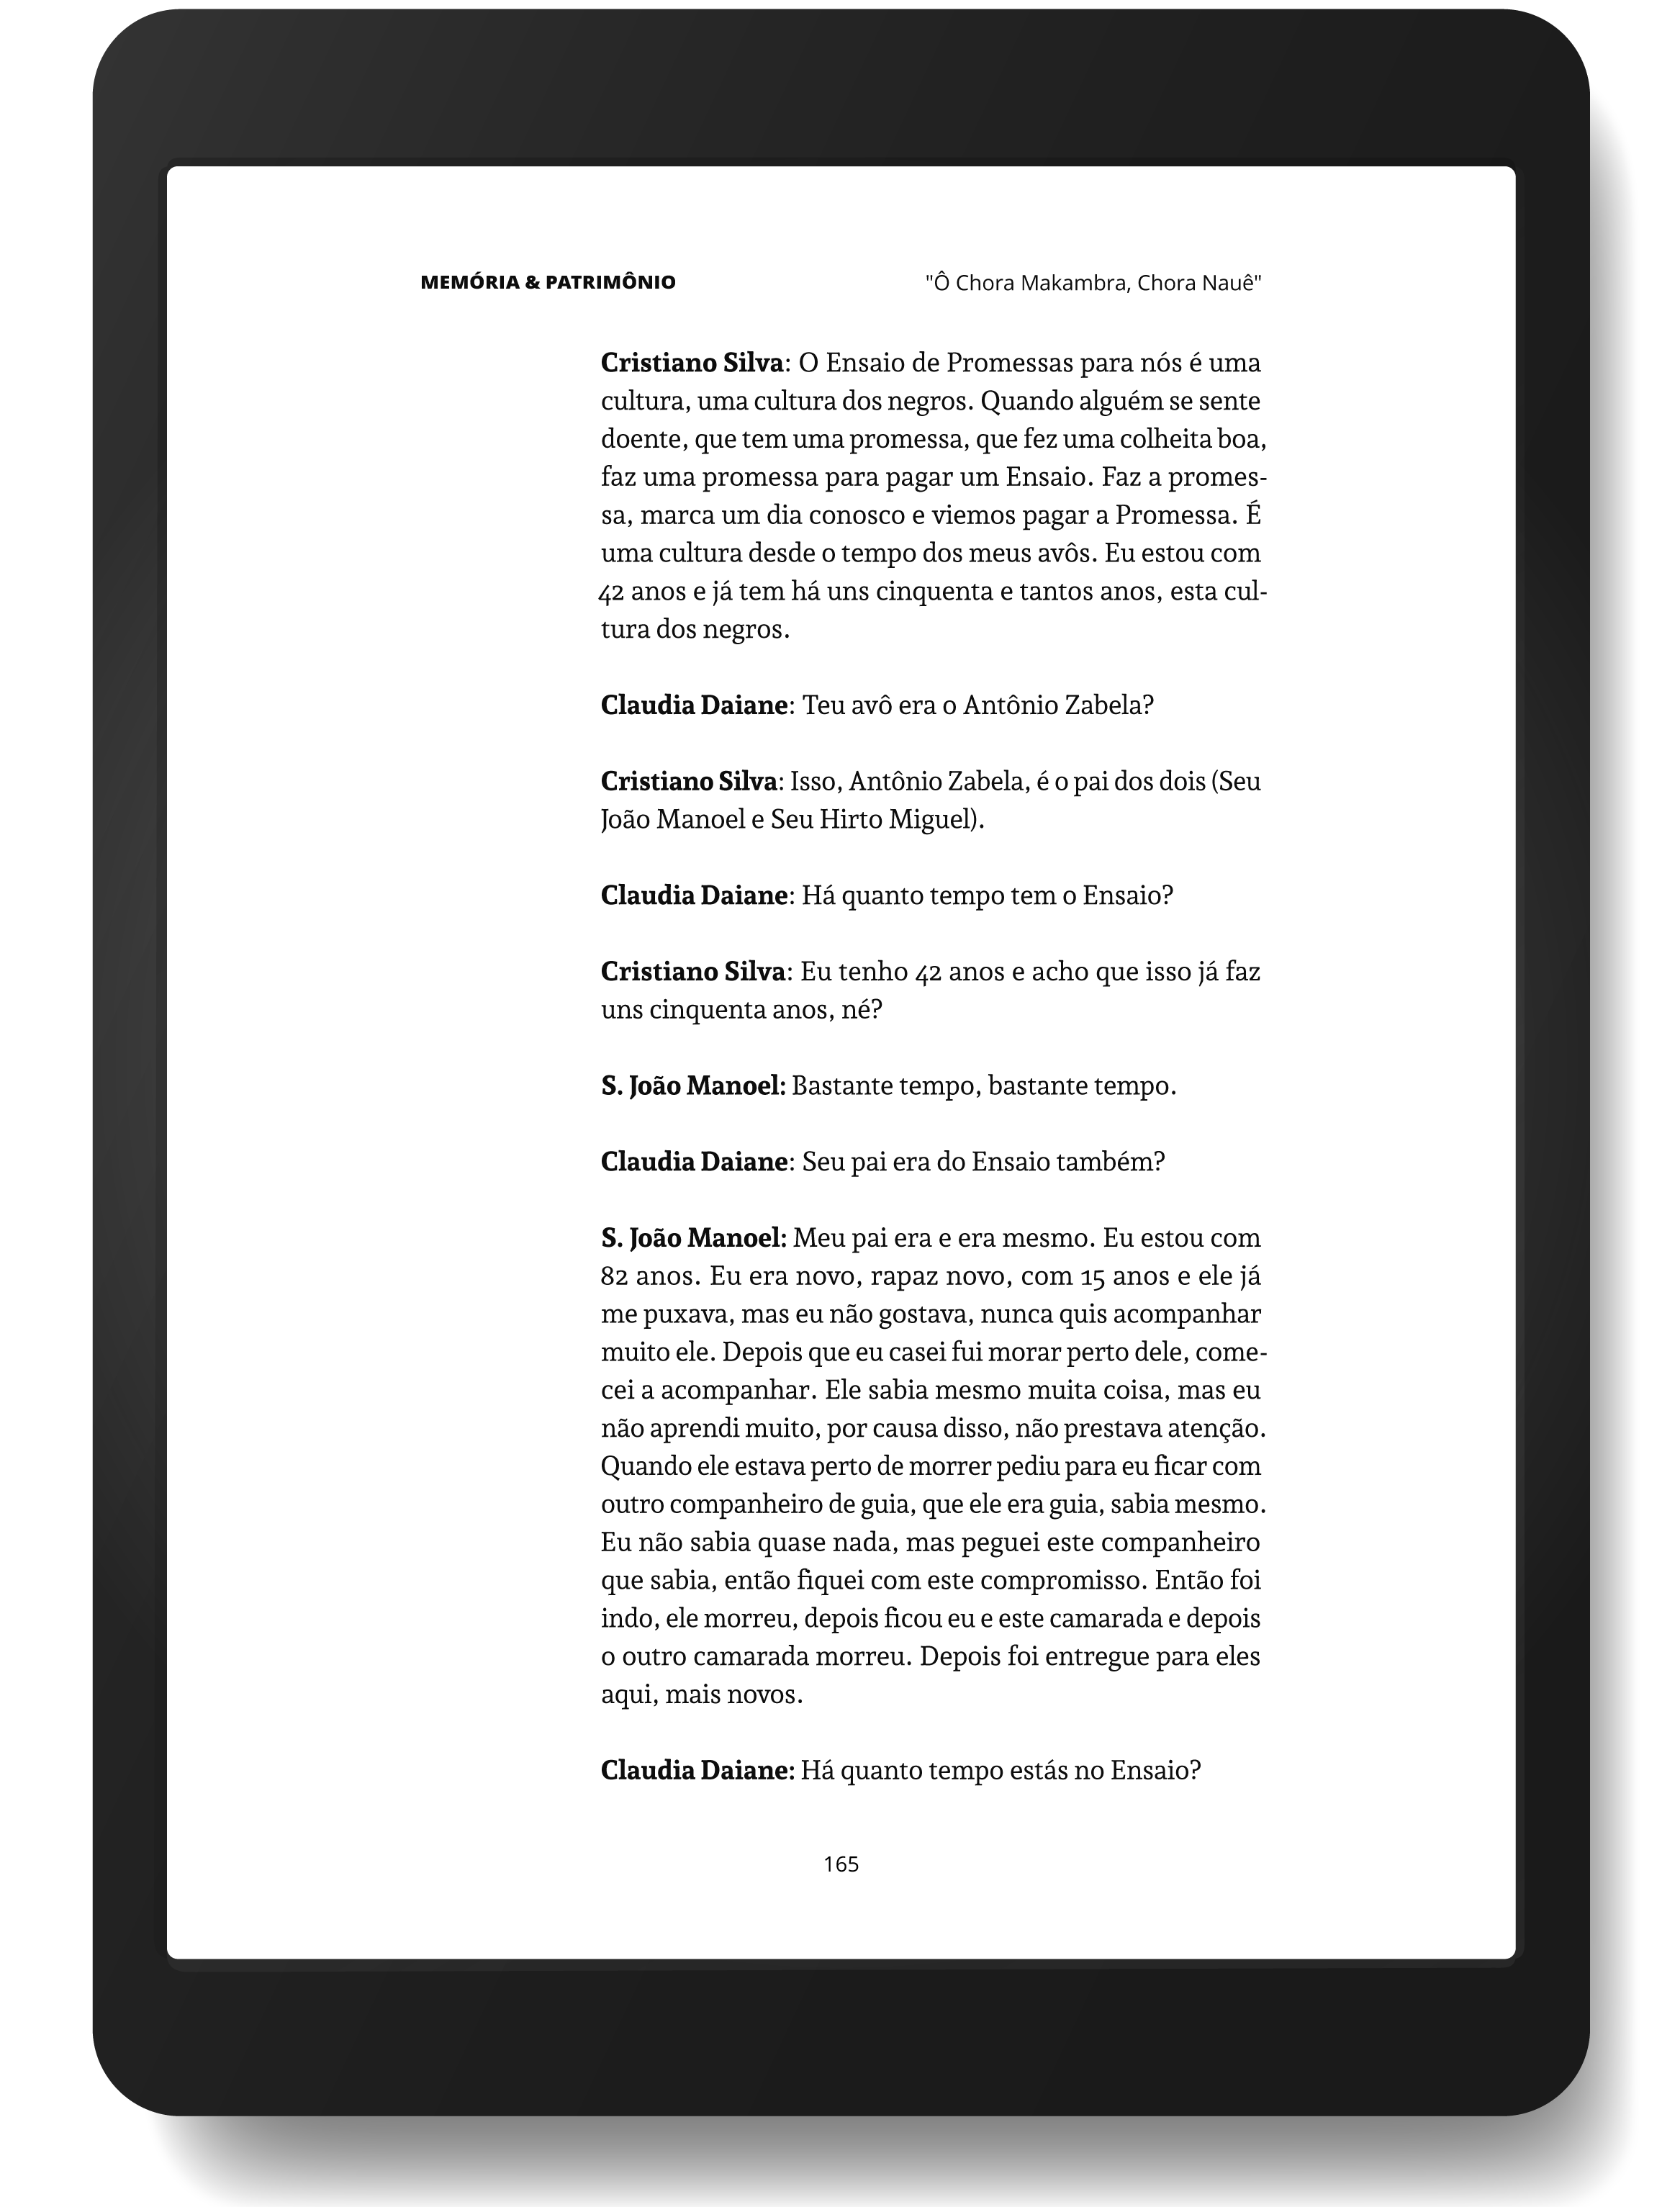 MEMÓRIA & PATRIMÔNIO
"Ô Chora Makambra, Chora Nauê"
Cristiano Silva: O Ensaio de Promessas para nós é uma
cultura, uma cultura dos negros. Quando alguém se sente
doente, que tem uma promessa, que fez uma colheita boa,
faz uma promessa para pagar um Ensaio. Faz a promes-
sa, marca um dia conosco e viemos pagar a Promessa. É
uma cultura desde o tempo dos meus avôs. Eu estou com
42 anos e já tem há uns cinquenta e tantos anos, esta cul-
tura dos negros.
Claudia Daiane: Teu avô era o Antônio Zabela?
Cristiano Silva: Isso, Antônio Zabela, é o pai dos dois (Seu
João Manoel e Seu Hirto Miguel).
Claudia Daiane: Há quanto tempo tem o Ensaio?
Cristiano Silva: Eu tenho 42 anos e acho que isso já faz
uns cinquenta anos, né?
S. João Manoel: Bastante tempo, bastante tempo.
Claudia Daiane: Seu pai era do Ensaio também?
S. João Manoel: Meu pai era e era mesmo. Eu estou com
82 anos. Eu era novo, rapaz novo, com 15 anos e ele já
me puxava, mas eu não gostava, nunca quis acompanhar
muito ele. Depois que eu casei fui morar perto dele, come-
cei a acompanhar. Ele sabia mesmo muita coisa, mas eu
não aprendi muito, por causa disso, não prestava atenção.
Quando ele estava perto de morrer pediu para eu ficar com
outro companheiro de guia, que ele era guia, sabia mesmo.
Eu não sabia quase nada, mas peguei este companheiro
que sabia, então fiquei com este compromisso. Então foi
indo, ele morreu, depois ficou eu e este camarada e depois
o outro camarada morreu. Depois foi entregue para eles
aqui, mais novos.
Claudia Daiane: Há quanto tempo estás no Ensaio?
165